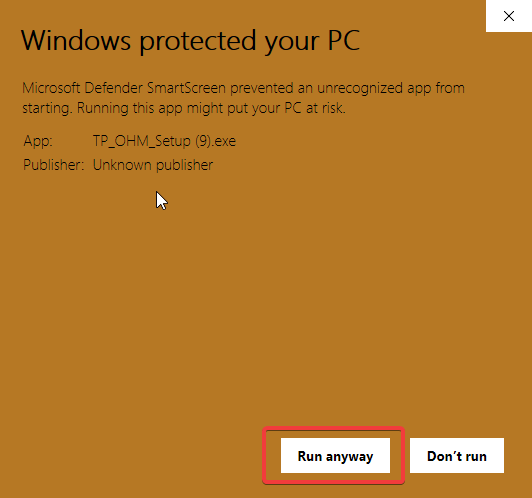 Windows protected your PC
Microsoft Defender SmartScreen prevented an unrecognized app from
starting. Running this app might put your PC at risk.
App: TP_OHM_Setup (9).exe
Publisher: Unknown publisher
Run anyway Don't run